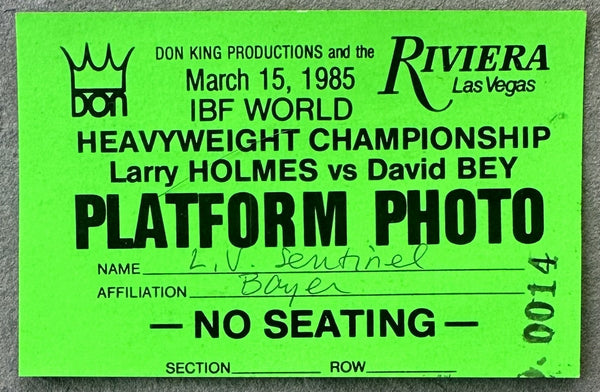 DON
DON KING PRODUCTIONS and the
RIVIERA
Las Vegas
March 15, 1985
IBF WORLD
HEAVYWEIGHT CHAMPIONSHIP
Larry HOLMES vs David BEY
PLATFORM PHOTO
NAME L.V. Sentinel
AFFILIATION Boyer
— NO SEATING —
SECTION ROW
0014